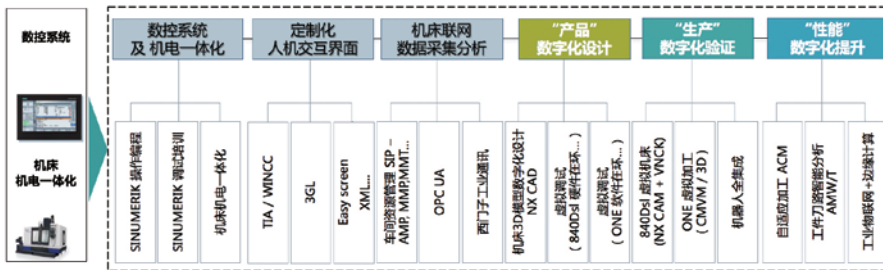 数控系统
机床
机电一体化
数控系统
及 机电一体化
定制化
人机交互界面
机床联网
数据采集分析
“产品”
数字化设计
“生产”
数字化验证
“性能”
数字化提升
SINUMERIK 操作编程
SINUMERIK 调试培训
机床机电一体化
TIA / WINCC
3GL
Easy screen
XML...
车间资源管理 SIP –
AMP, MMP,MMT...
OPC UA
西门子工业通讯
机床3D模型数字化设计
NX CAD
虚拟调试
( 840Dsl 硬件在环... )
虚拟调试
( ONE 软件在环... )
840Dsl 虚拟机床
(NX CAM + VNCK)
ONE 虚拟加工
( CMVM / 3D )
机器人全集成
自适应加工 ACM
工件刀路智能分析
AMW/T
工业物联网+边缘计算